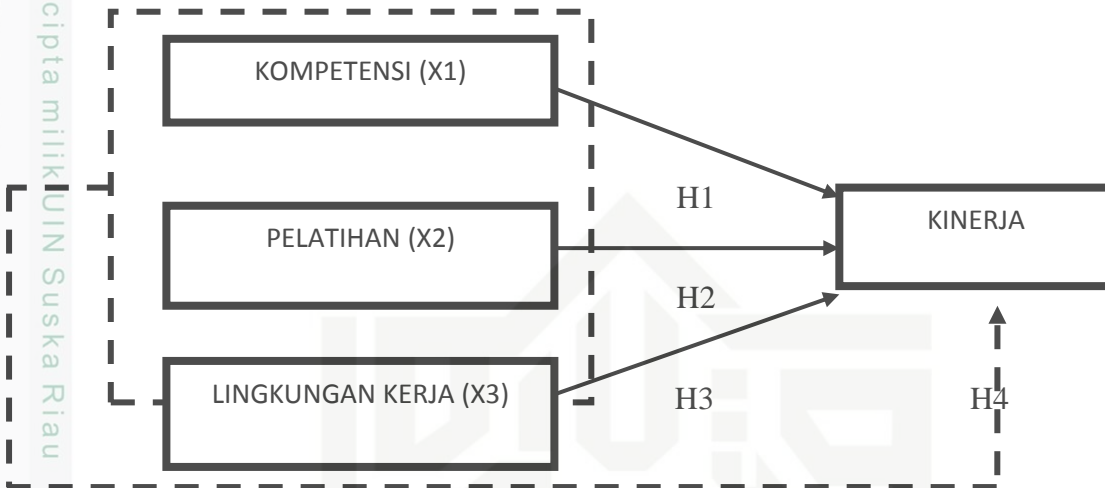 cipta milik UIN Suska Riau
KOMPETENSI (X1)
H1
PELATIHAN (X2)
KINERJA
H2
LINGKUNGAN KERJA (X3)
H3
H4